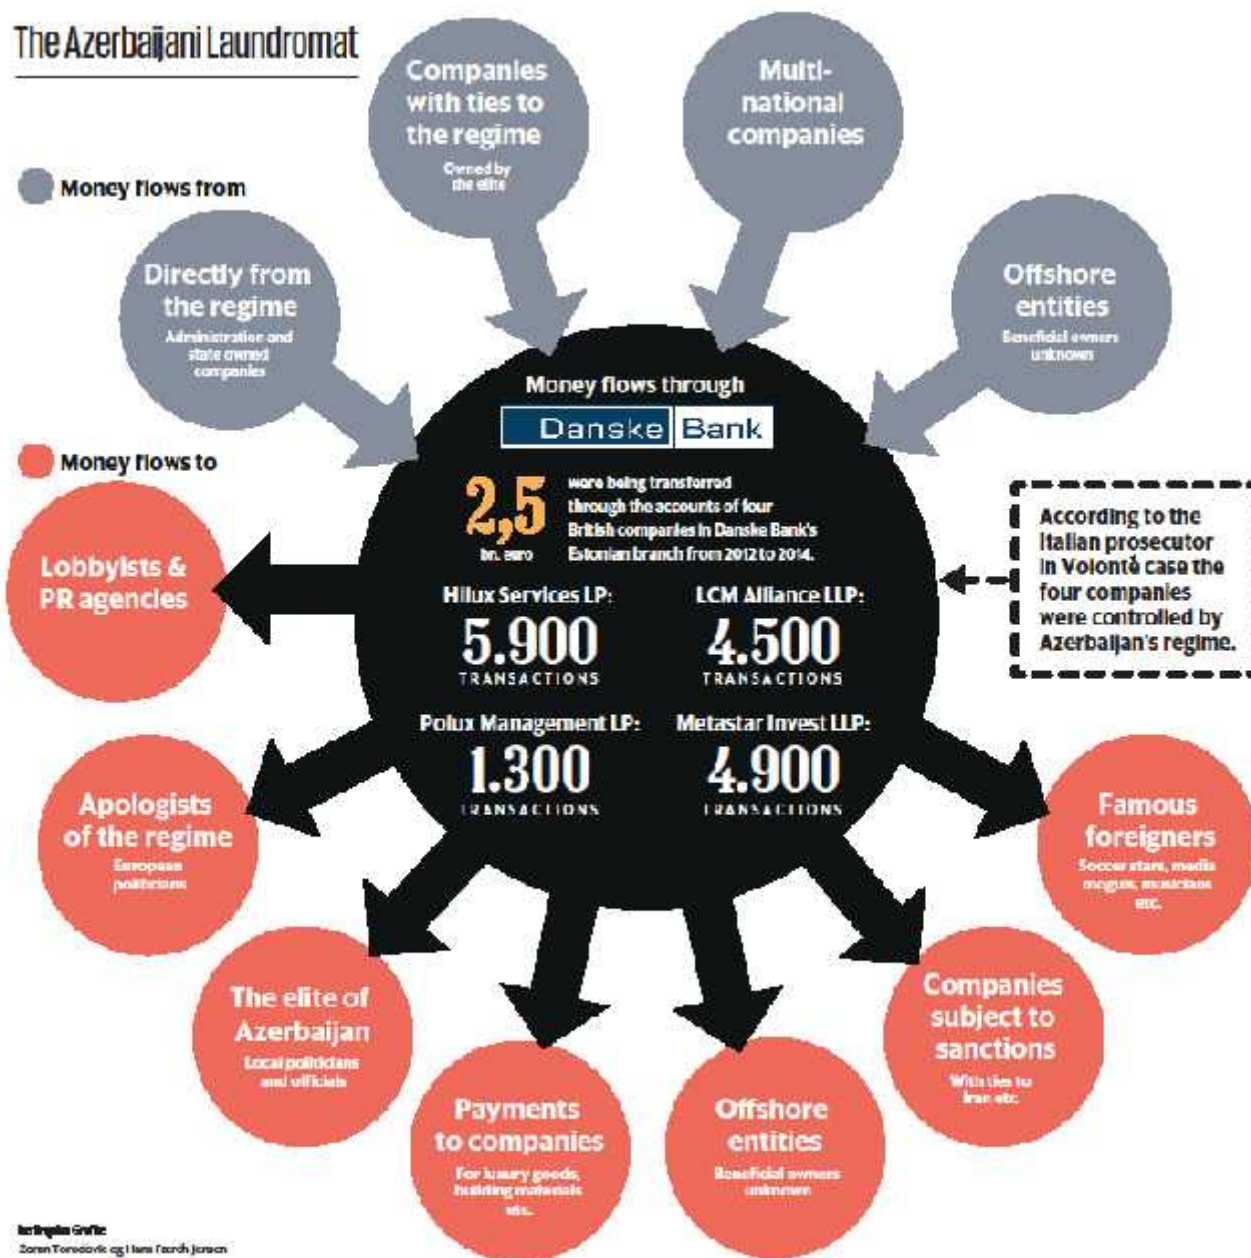 The Azerbaijani Laundromat
Money flows from
Companies
with ties to
the regime
Owned by
the elite
Multi-
national
companies
Directly from
the regime
Administration and
state owned
companies
Offshore
entities
Beneficial owners
unknown
Money flows through
Danske Bank
2,5
bn. euro
were being transferred
through the accounts of four
British companies in Danske Bank's
Estonian branch from 2012 to 2014.
Hilux Services LP:
5.900
TRANSACTIONS
LCM Alliance LLP:
4.500
TRANSACTIONS
Polux Management LP:
1.300
TRANSACTIONS
Metastar Invest LLP:
4.900
TRANSACTIONS
According to the
Italian prosecutor
in Volontè case the
four companies
were controlled by
Azerbaijan's regime.
Money flows to
Lobbyists &
PR agencies
Apologists
of the regime
European
politicians
The elite of
Azerbaijan
Local politicians
and officials
Payments
to companies
For luxury goods,
building materials
etc.
Offshore
entities
Beneficial owners
unknown
Companies
subject to
sanctions
With ties to
Iran etc.
Famous
foreigners
Soccer stars, media
moguls, musicians
etc.